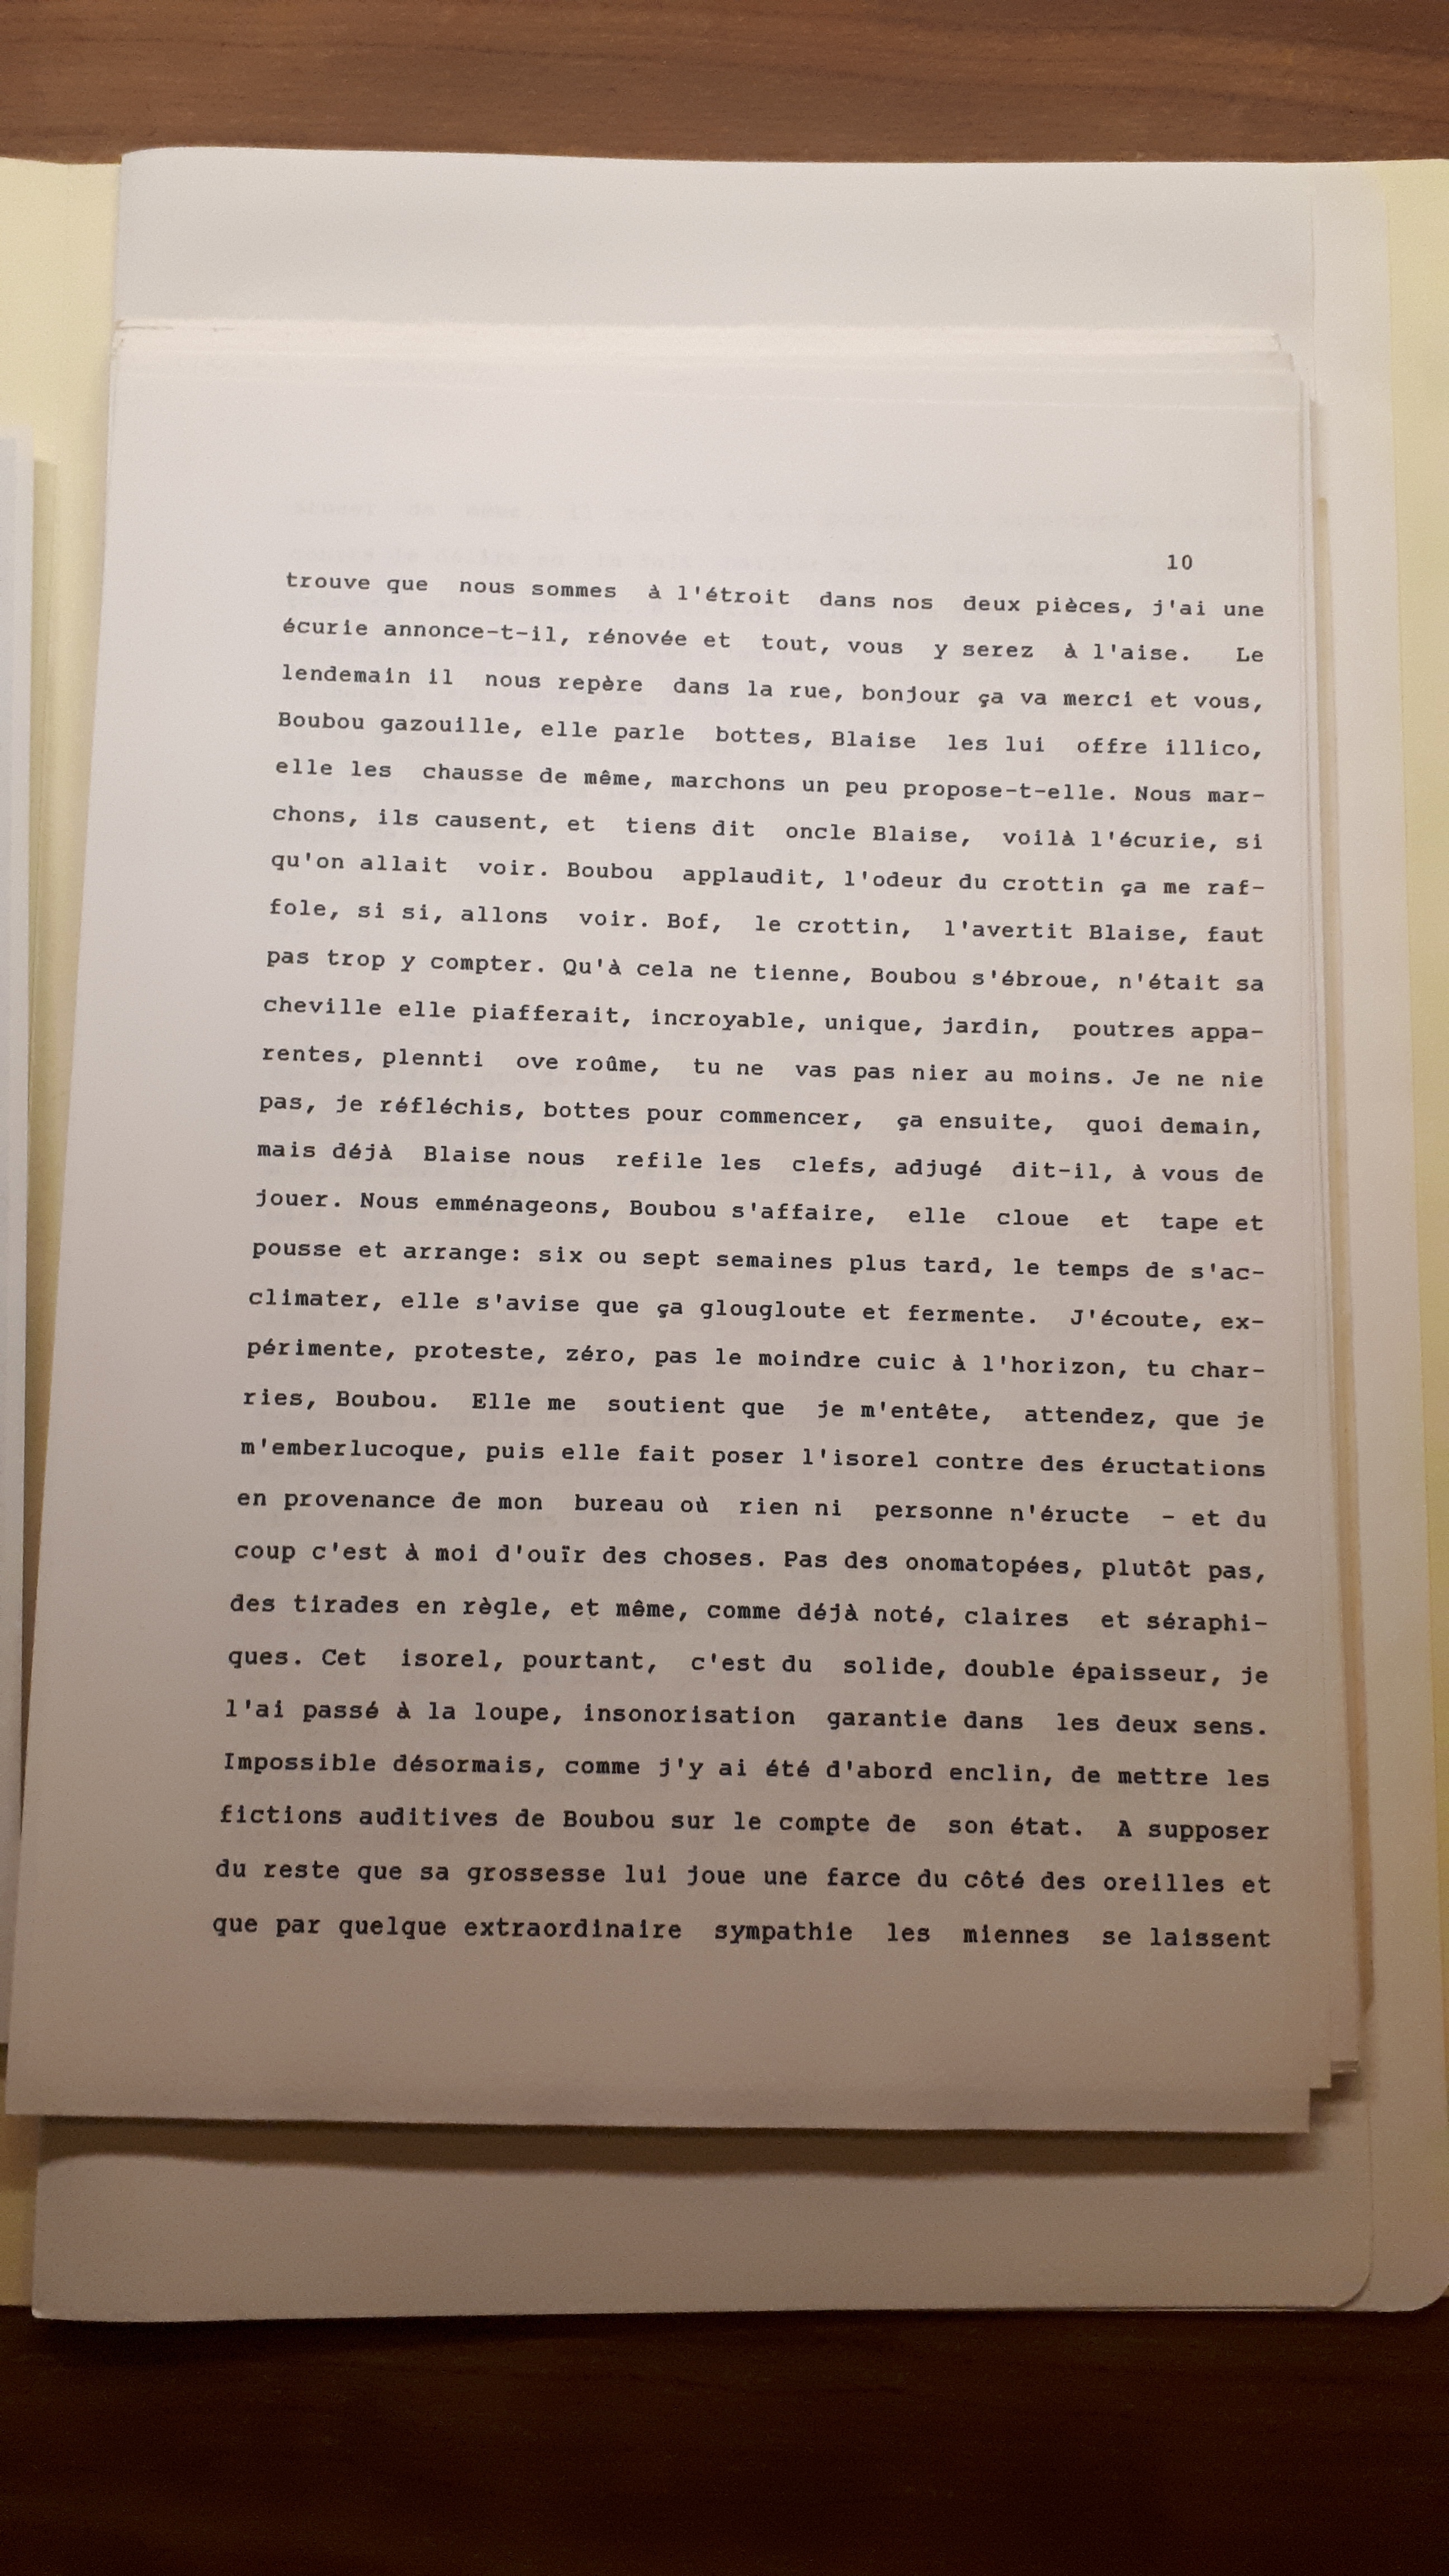 10
trouve que nous sommes à l'étroit dans nos deux pièces, j'ai une
écurie annonce-t-il, rénovée et tout, vous y serez à l'aise. Le
lendemain il nous repère dans la rue, bonjour ça va merci et vous,
Boubou gazouille, elle parle bottes, Blaise les lui offre illico,
elle les chausse de même, marchons un peu propose-t-elle. Nous mar-
chons, ils causent, et tiens dit oncle Blaise, voilà l'écurie, si
qu'on allait voir. Boubou applaudit, l'odeur du crottin ça me raf-
fole, si si, allons voir. Bof, le crottin, l'avertit Blaise, faut
pas trop y compter. Qu'à cela ne tienne, Boubou s'ébroue, n'était sa
cheville elle piafferait, incroyable, unique, jardin, poutres appa-
rentes, plennti ove roûme, tu ne vas pas nier au moins. Je ne nie
pas, je réfléchis, bottes pour commencer, ça ensuite, quoi demain,
mais déjà Blaise nous refile les clefs, adjugé dit-il, à vous de
jouer. Nous emménageons, Boubou s'affaire, elle cloue et tape et
pousse et arrange: six ou sept semaines plus tard, le temps de s'ac-
climater, elle s'avise que ça glougloute et fermente. J'écoute, ex-
périmente, proteste, zéro, pas le moindre cuic à l'horizon, tu char-
ries, Boubou. Elle me soutient que je m'entête, attendez, que je
m'emberlucoque, puis elle fait poser l'isorel contre des éructations
en provenance de mon bureau où rien ni personne n'éructe - et du
coup c'est à moi d'ouïr des choses. Pas des onomatopées, plutôt pas,
des tirades en règle, et même, comme déjà noté, claires et séraphi-
ques. Cet isorel, pourtant, c'est du solide, double épaisseur, je
l'ai passé à la loupe, insonorisation garantie dans les deux sens.
Impossible désormais, comme j'y ai été d'abord enclin, de mettre les
fictions auditives de Boubou sur le compte de son état. A supposer
du reste que sa grossesse lui joue une farce du côté des oreilles et
que par quelque extraordinaire sympathie les miennes se laissent